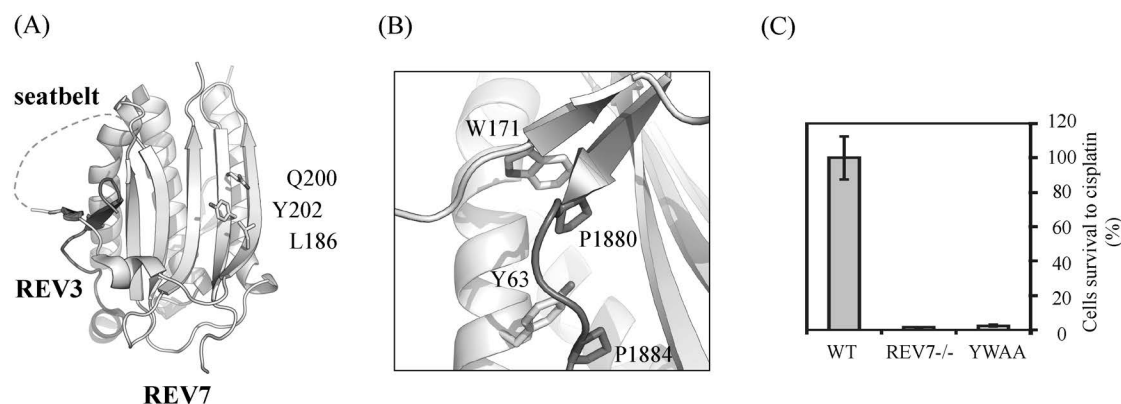 (A)
seatbelt
Q200
Y202
L186
REV3
REV7
(B)
W171
P1880
Y63
P1884
(C)
120
100
80
60
40
20
0
Cells survival to cisplatin
(%)
WT REV7-/- YWAA